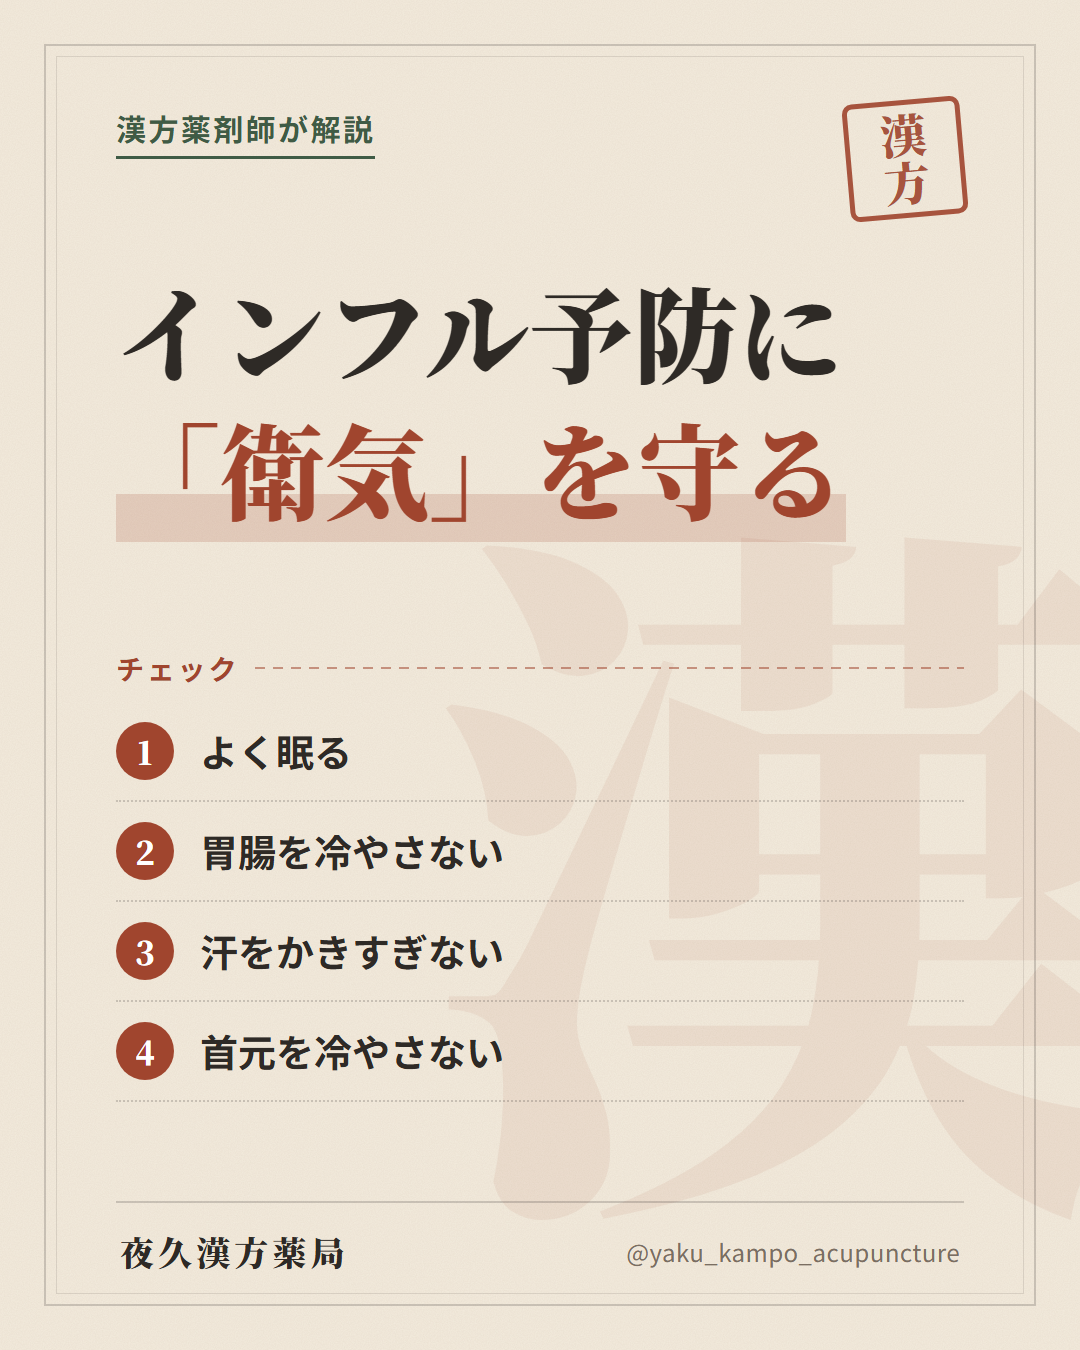 漢方薬剤師が解説
漢
方
インフル予防に
「衛気」を守る
チェック
1 よく眠る
2 胃腸を冷やさない
3 汗をかきすぎない
4 首元を冷やさない
漢
夜久漢方薬局
@yaku_kampo_acupuncture